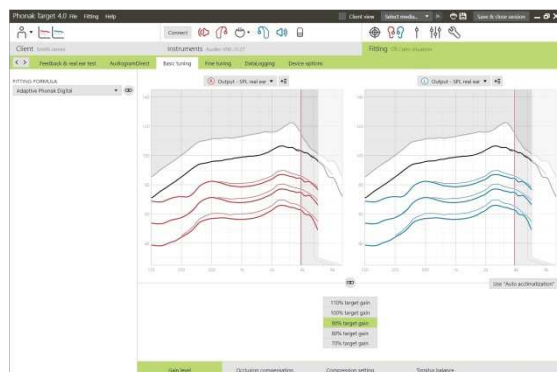 Phonak Target 4.0 File Fitting Help
Client view Select media... Save & close session
Connect
Client Instruments Fitting
Feedback & real ear test AudiogramDirect Basic tuning Fine tuning DataLogging Device options
FITTING FORMULA
Adaptive Phonak Digital
R Output - SPL real ear
L Output - SPL real ear
Use "Auto acclimatization"
110% target gain
100% target gain
90% target gain
80% target gain
70% target gain
Gain level Occlusion compensation Compression setting Tinnitus balance